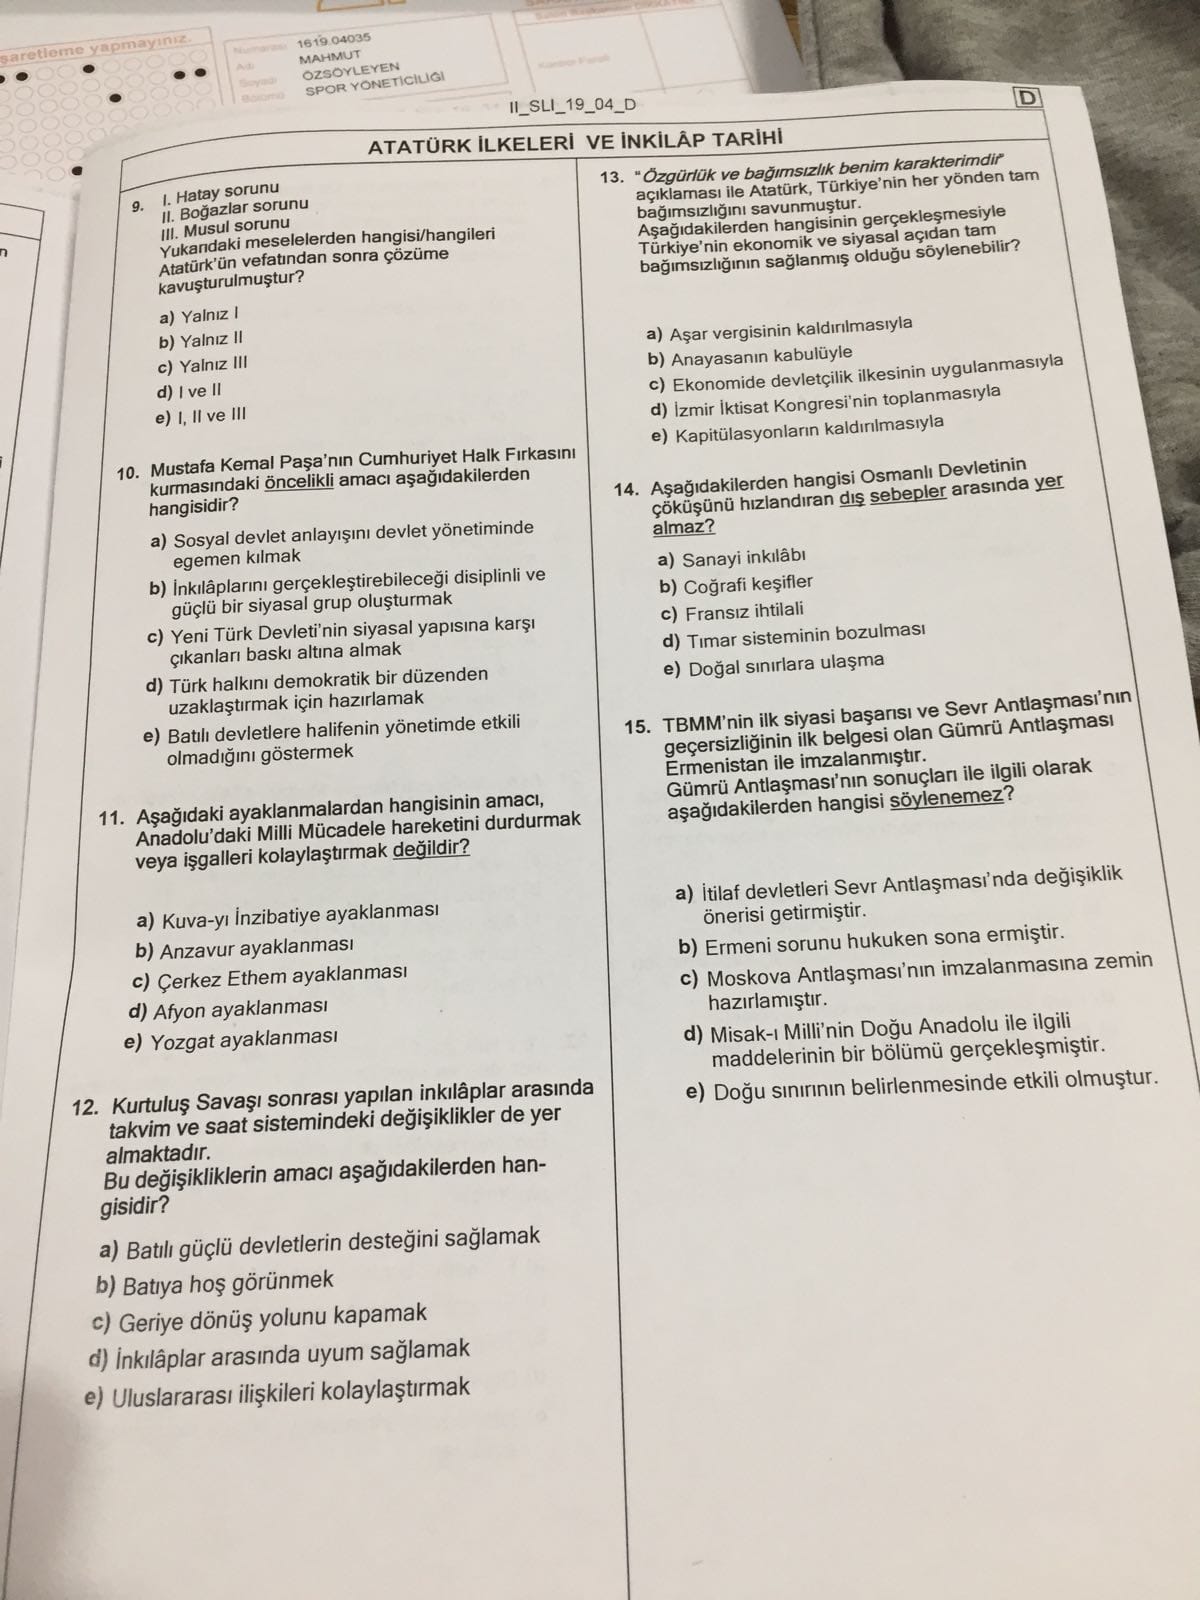 şaretleme yapmayınız.
Numarası 1619.04035
Adı MAHMUT
Soyadı ÖZSÖYLEYEN
Bölümü SPOR YÖNETİCİLİĞİ
II_SLI_19_04_D
D
ATATÜRK İLKELERİ VE İNKİLÂP TARİHİ
9. I. Hatay sorunu
II. Boğazlar sorunu
III. Musul sorunu
Yukarıdaki meselelerden hangisi/hangileri
Atatürk'ün vefatından sonra çözüme
kavuşturulmuştur?
a) Yalnız I
b) Yalnız II
c) Yalnız III
d) I ve II
e) I, II ve III
10. Mustafa Kemal Paşa'nın Cumhuriyet Halk Fırkasını
kurmasındaki öncelikli amacı aşağıdakilerden
hangisidir?
a) Sosyal devlet anlayışını devlet yönetiminde
egemen kılmak
b) İnkılâplarını gerçekleştirebileceği disiplinli ve
güçlü bir siyasal grup oluşturmak
c) Yeni Türk Devleti'nin siyasal yapısına karşı
çıkanları baskı altına almak
d) Türk halkını demokratik bir düzenden
uzaklaştırmak için hazırlamak
e) Batılı devletlere halifenin yönetimde etkili
olmadığını göstermek
11. Aşağıdaki ayaklanmalardan hangisinin amacı,
Anadolu'daki Milli Mücadele hareketini durdurmak
veya işgalleri kolaylaştırmak değildir?
a) Kuva-yı İnzibatiye ayaklanması
b) Anzavur ayaklanması
c) Çerkez Ethem ayaklanması
d) Afyon ayaklanması
e) Yozgat ayaklanması
12. Kurtuluş Savaşı sonrası yapılan inkılâplar arasında
takvim ve saat sistemindeki değişiklikler de yer
almaktadır.
Bu değişikliklerin amacı aşağıdakilerden han-
gisidir?
a) Batılı güçlü devletlerin desteğini sağlamak
b) Batıya hoş görünmek
c) Geriye dönüş yolunu kapamak
d) İnkılâplar arasında uyum sağlamak
e) Uluslararası ilişkileri kolaylaştırmak
13. "Özgürlük ve bağımsızlık benim karakterimdir"
açıklaması ile Atatürk, Türkiye'nin her yönden tam
bağımsızlığını savunmuştur.
Aşağıdakilerden hangisinin gerçekleşmesiyle
Türkiye'nin ekonomik ve siyasal açıdan tam
bağımsızlığının sağlanmış olduğu söylenebilir?
a) Aşar vergisinin kaldırılmasıyla
b) Anayasanın kabulüyle
c) Ekonomide devletçilik ilkesinin uygulanmasıyla
d) İzmir İktisat Kongresi'nin toplanmasıyla
e) Kapitülasyonların kaldırılmasıyla
14. Aşağıdakilerden hangisi Osmanlı Devletinin
çöküşünü hızlandıran dış sebepler arasında yer
almaz?
a) Sanayi inkılâbı
b) Coğrafi keşifler
c) Fransız ihtilali
d) Tımar sisteminin bozulması
e) Doğal sınırlara ulaşma
15. TBMM'nin ilk siyasi başarısı ve Sevr Antlaşması'nın
geçersizliğinin ilk belgesi olan Gümrü Antlaşması
Ermenistan ile imzalanmıştır.
Gümrü Antlaşması'nın sonuçları ile ilgili olarak
aşağıdakilerden hangisi söylenemez?
a) İtilaf devletleri Sevr Antlaşması'nda değişiklik
önerisi getirmiştir.
b) Ermeni sorunu hukuken sona ermiştir.
c) Moskova Antlaşması'nın imzalanmasına zemin
hazırlamıştır.
d) Misak-ı Milli'nin Doğu Anadolu ile ilgili
maddelerinin bir bölümü gerçekleşmiştir.
e) Doğu sınırının belirlenmesinde etkili olmuştur.